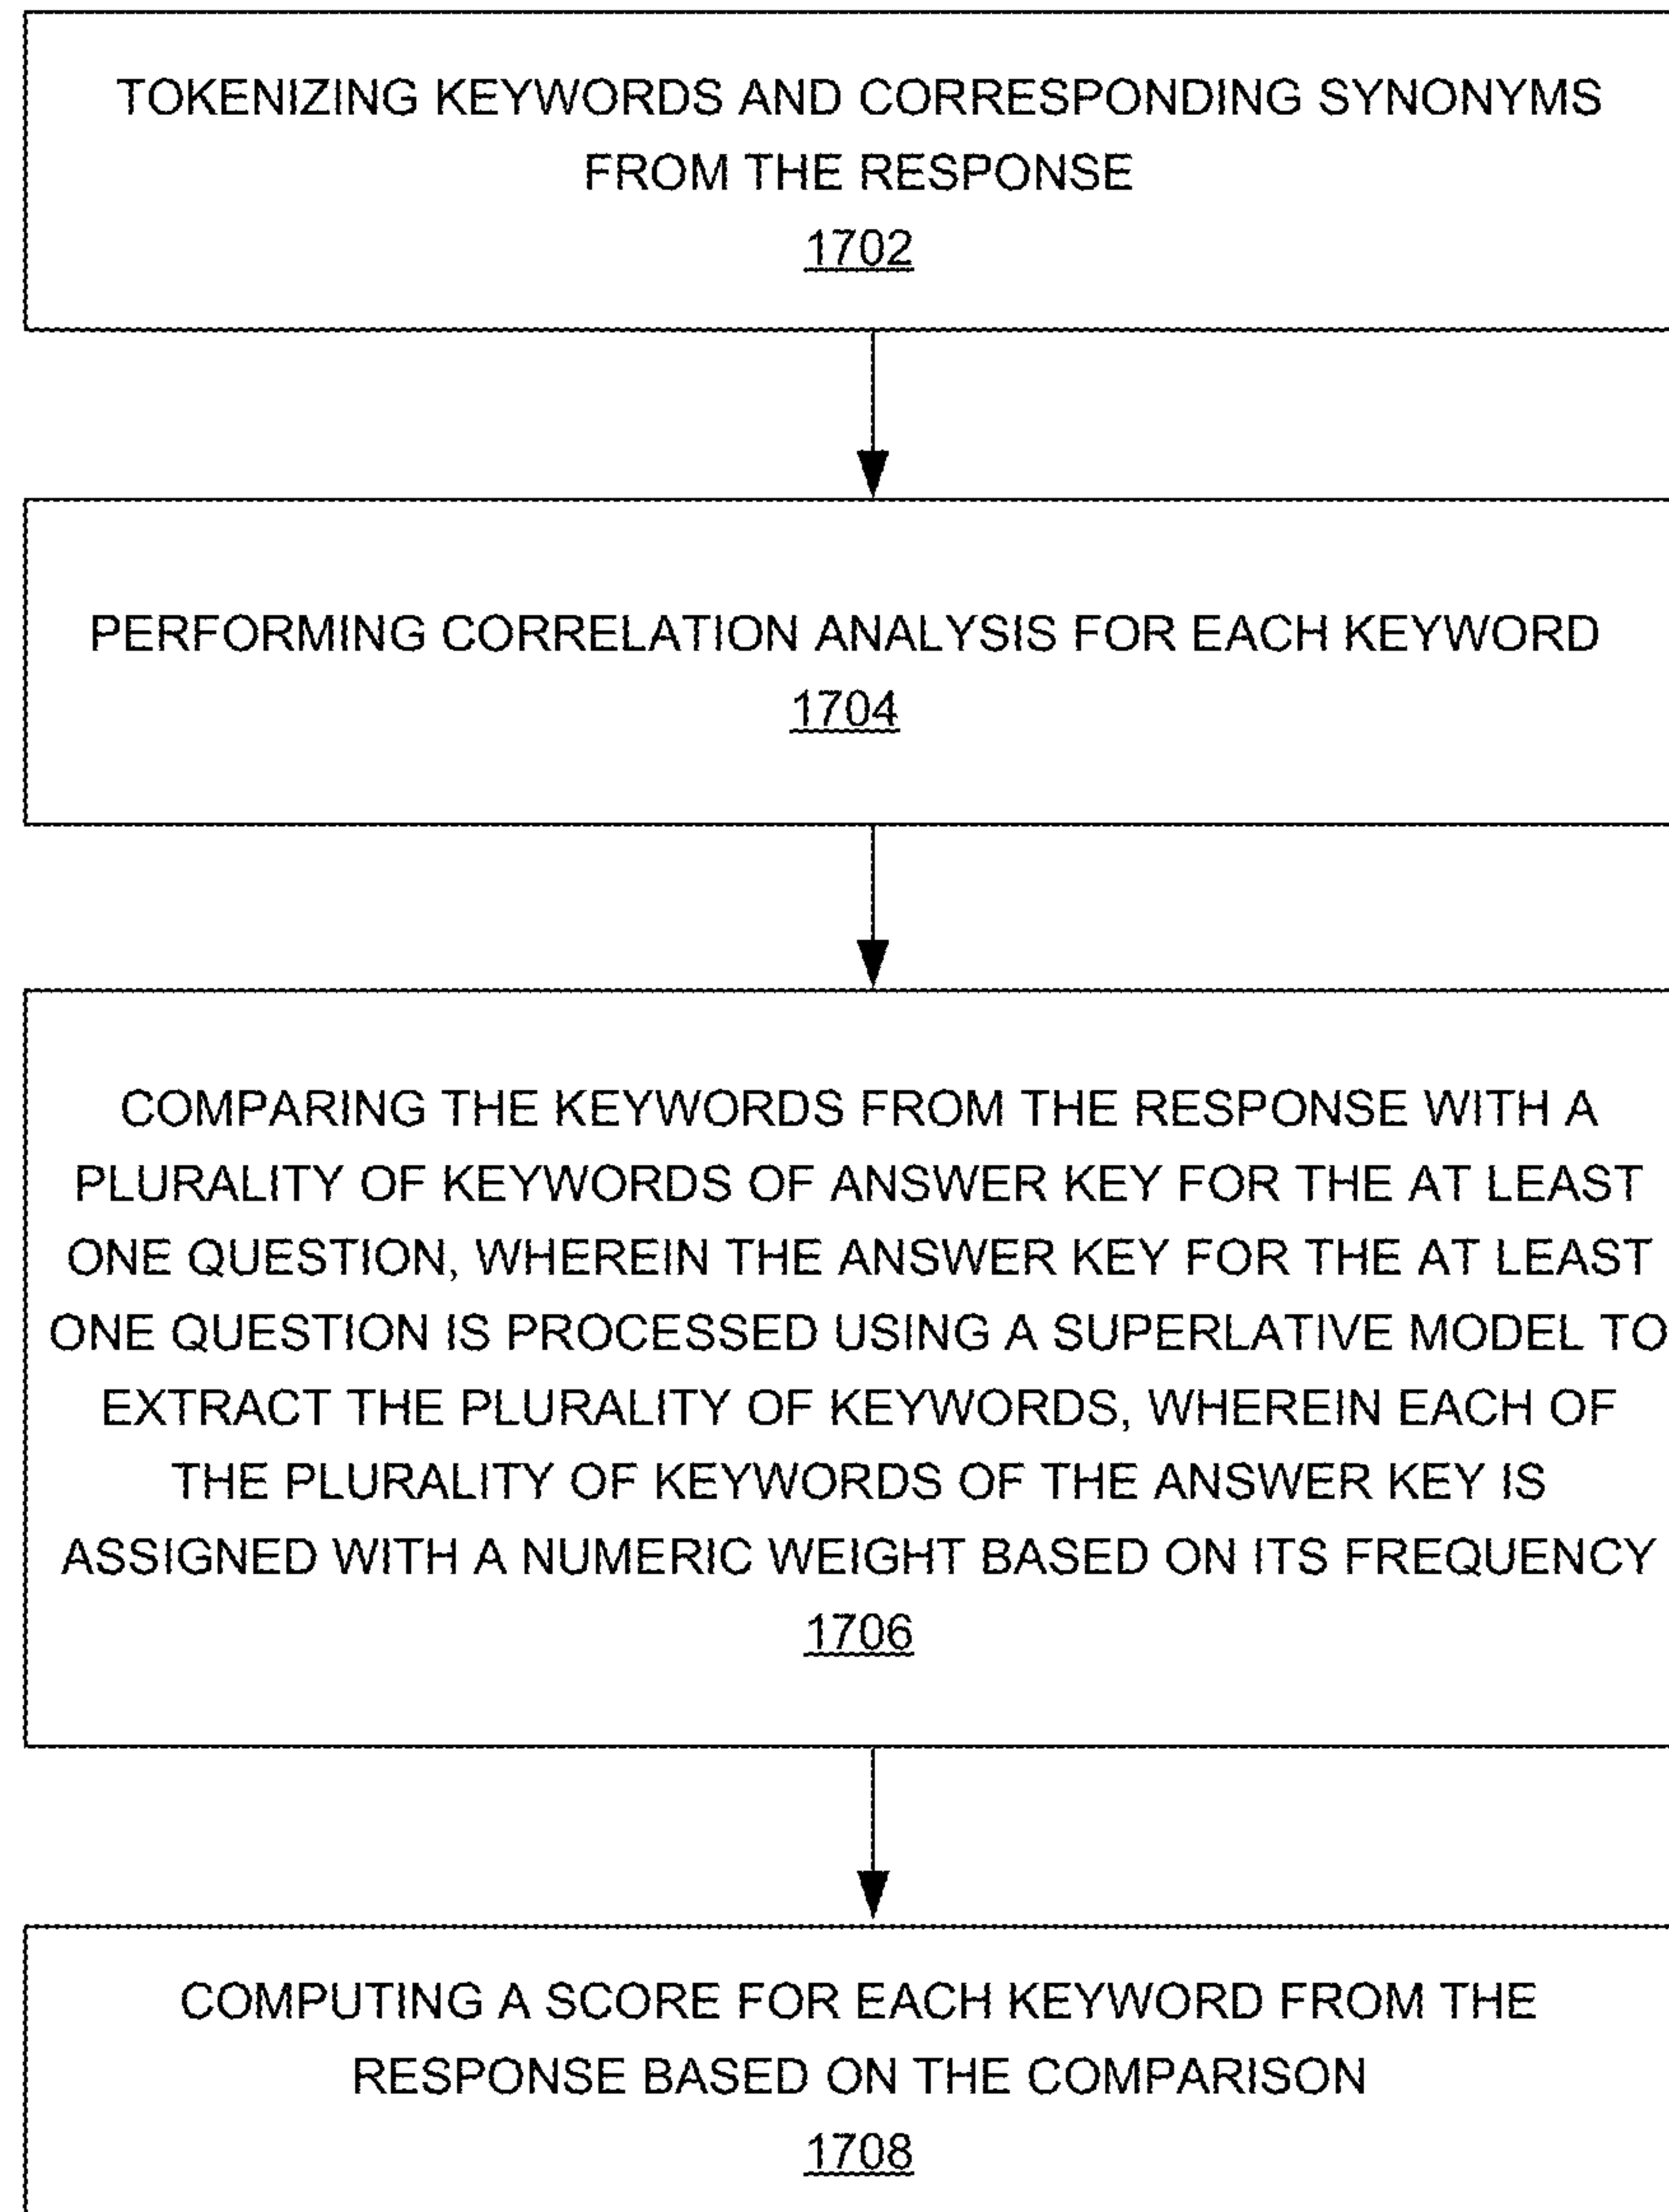 TOKENIZING KEYWORDS AND CORRESPONDING SYNONYMS
FROM THE RESPONSE
1702
PERFORMING CORRELATION ANALYSIS FOR EACH KEYWORD
1704
COMPARING THE KEYWORDS FROM THE RESPONSE WITH A
PLURALITY OF KEYWORDS OF ANSWER KEY FOR THE AT LEAST
ONE QUESTION, WHEREIN THE ANSWER KEY FOR THE AT LEAST
ONE QUESTION IS PROCESSED USING A SUPERLATIVE MODEL TO
EXTRACT THE PLURALITY OF KEYWORDS, WHEREIN EACH OF
THE PLURALITY OF KEYWORDS OF THE ANSWER KEY IS
ASSIGNED WITH A NUMERIC WEIGHT BASED ON ITS FREQUENCY
1706
COMPUTING A SCORE FOR EACH KEYWORD FROM THE
RESPONSE BASED ON THE COMPARISON
1708